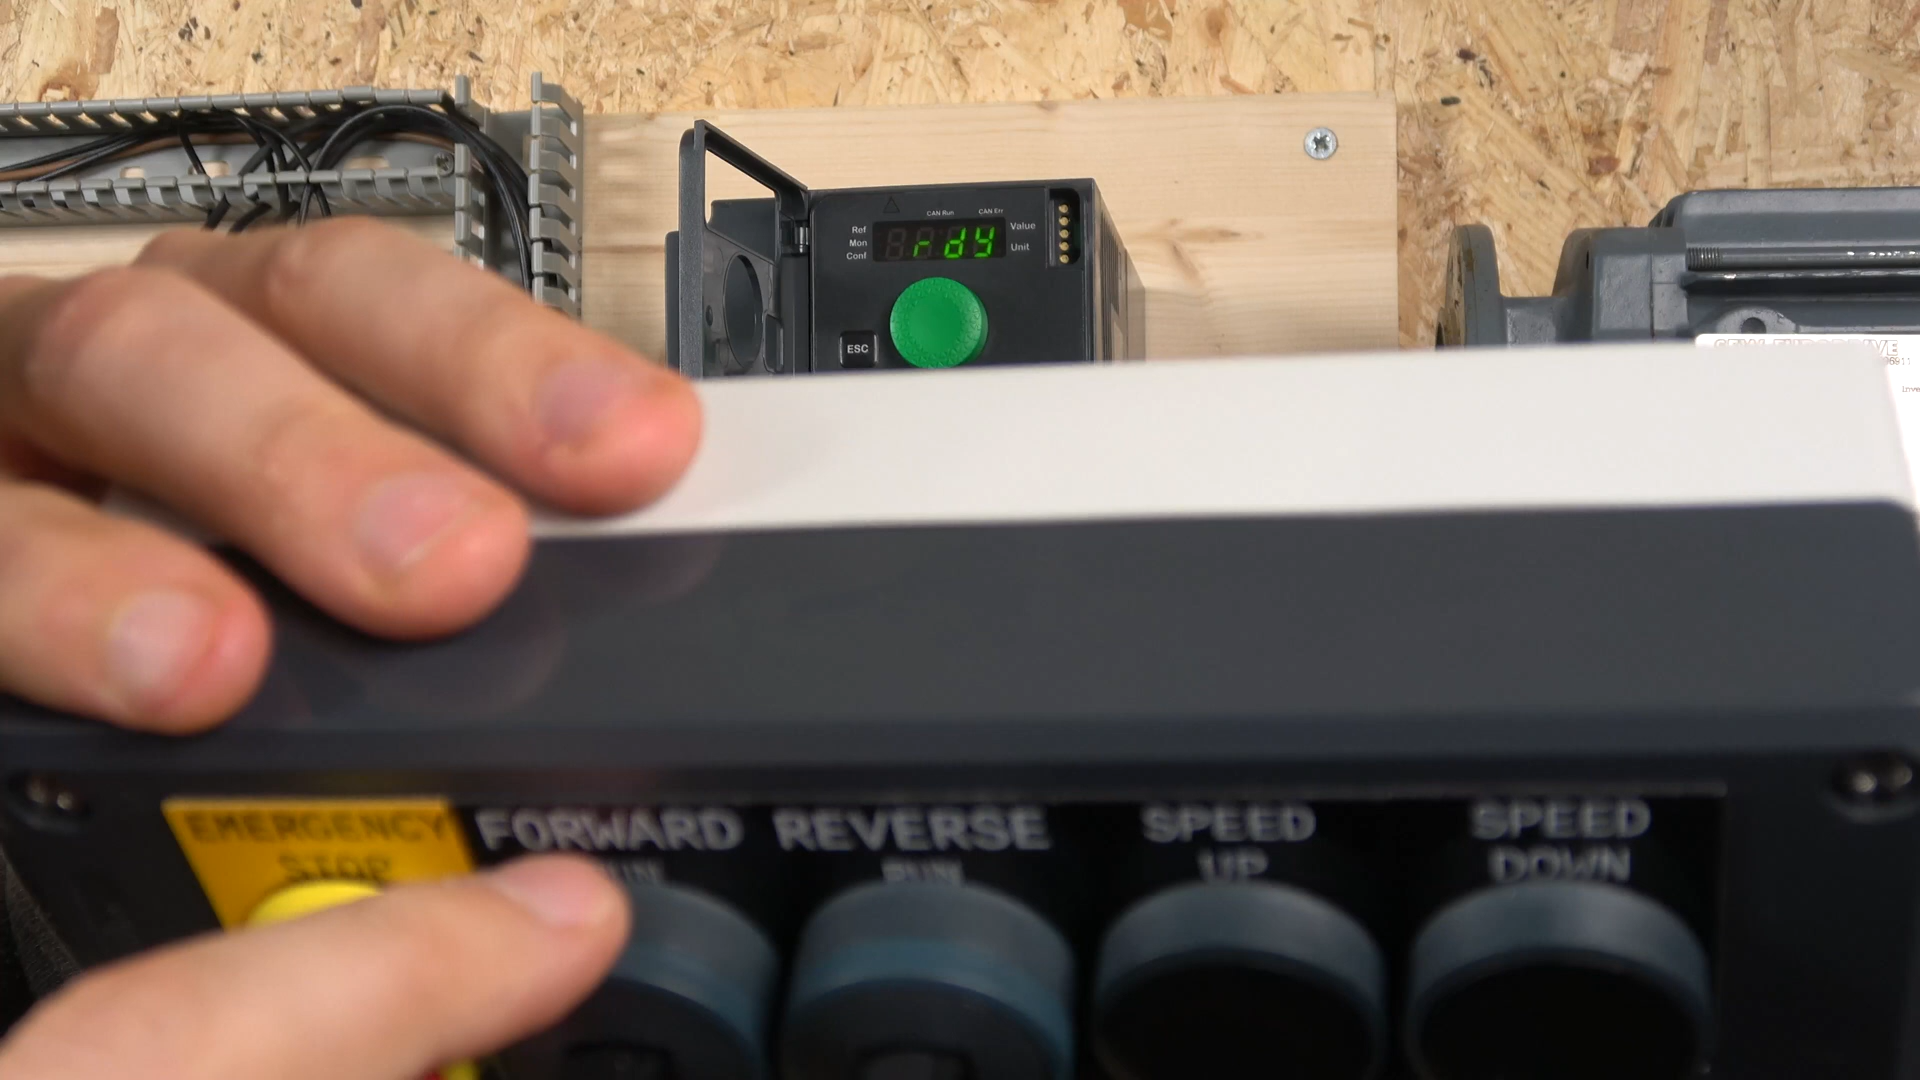 CAN Run
CAN Err
Ref
Mon
Conf
rdY
Value
Unit
ESC
EMERGENCY
STOP
FORWARD
RUN
REVERSE
RUN
SPEED
UP
SPEED
DOWN